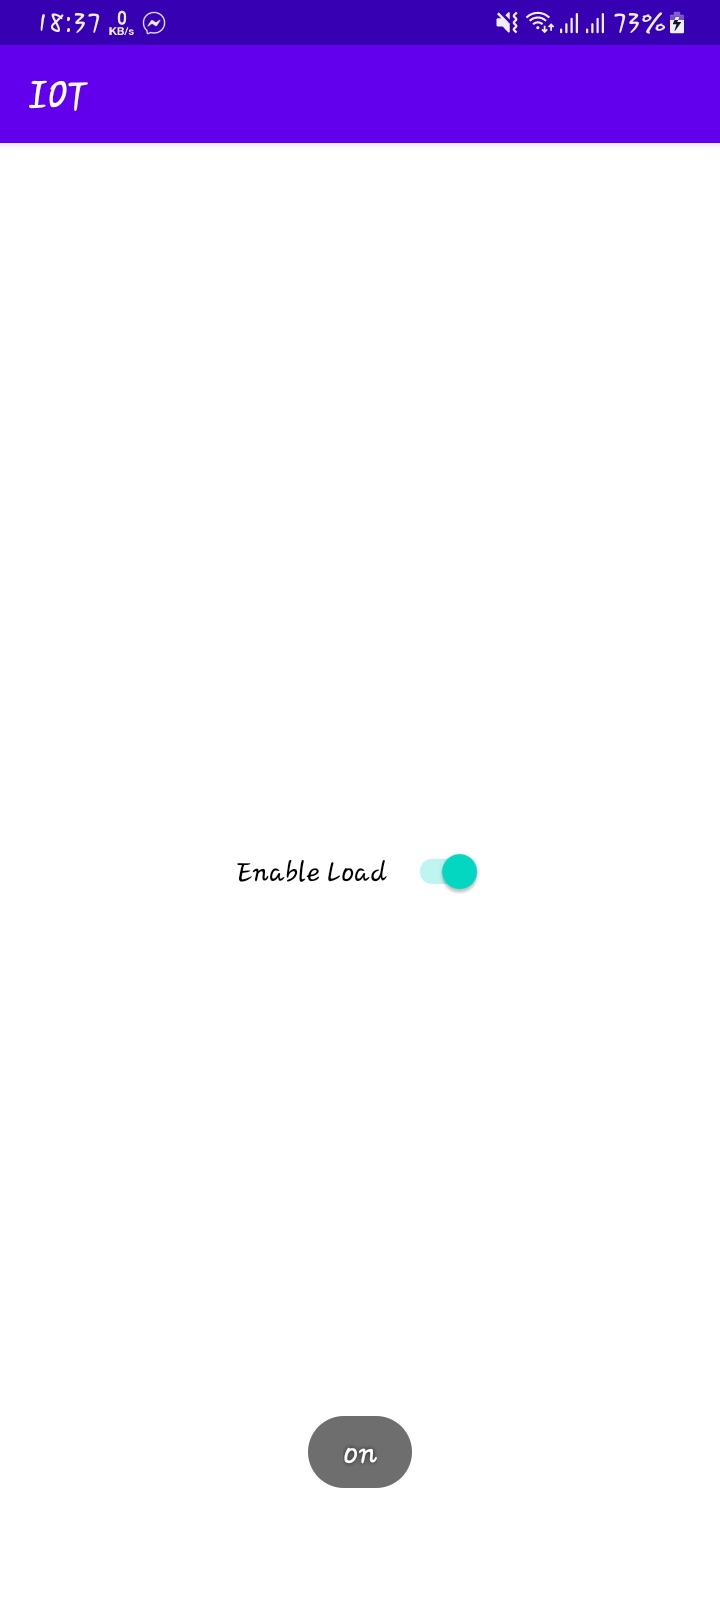 18:37 0 KB/s 73%
IOT
Enable Load
on